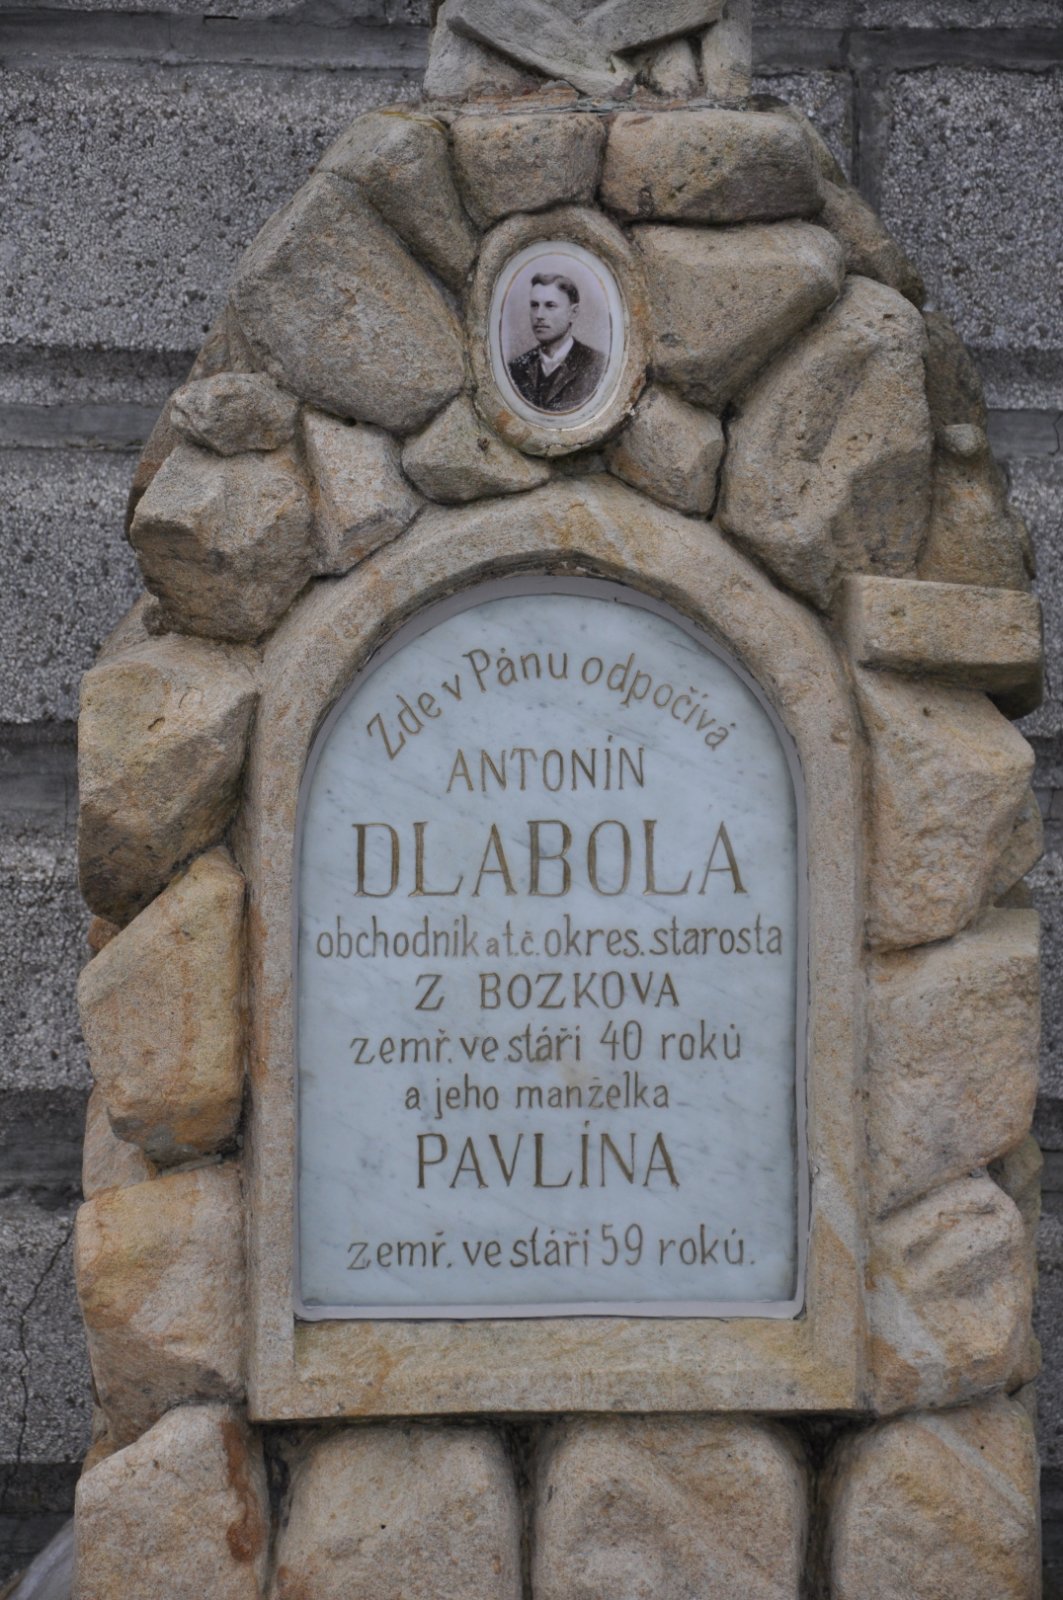 Zde v Pánu odpočívá
ANTONÍN
DLABOLA
obchodník a t.č. okres. starosta
Z BOZKOVA
zemř. ve stáří 40 roků
a jeho manželka
PAVLÍNA
zemř. ve stáří 59 roků.